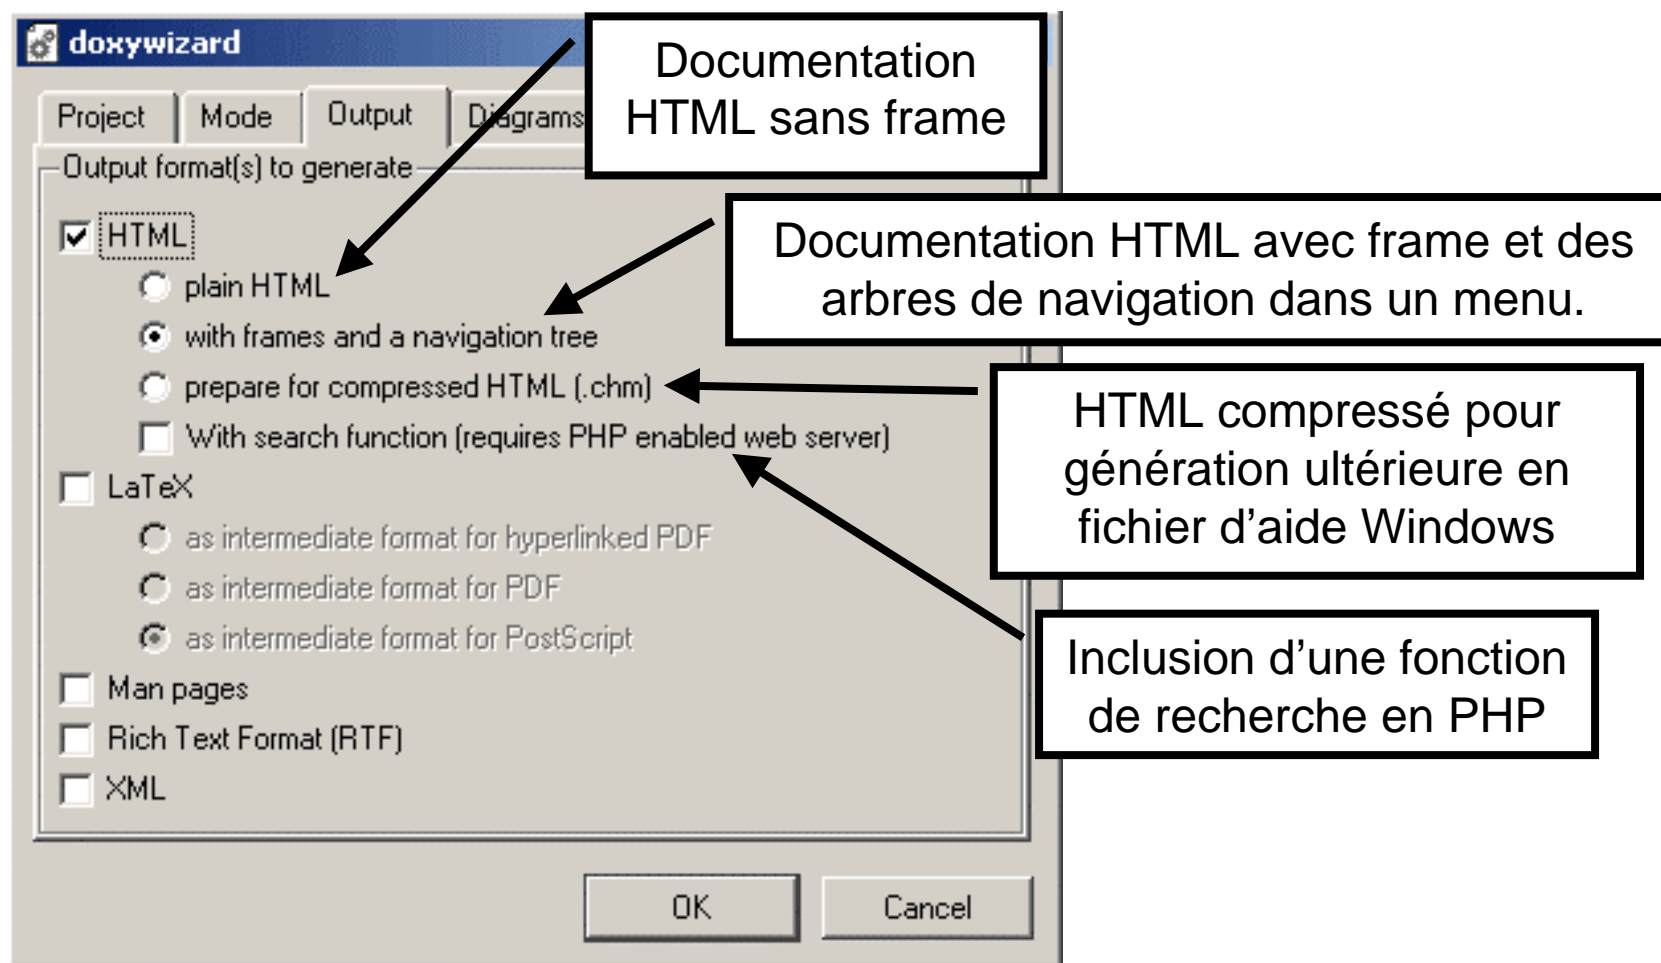 doxywizard
Documentation
HTML sans frame
Project Mode Output Diagrams
Output format(s) to generate
HTML
plain HTML
Documentation HTML avec frame et des
arbres de navigation dans un menu.
with frames and a navigation tree
prepare for compressed HTML (.chm)
HTML compressé pour
génération ultérieure en
fichier d’aide Windows
With search function (requires PHP enabled web server)
LaTeX
as intermediate format for hyperlinked PDF
as intermediate format for PDF
as intermediate format for PostScript
Inclusion d’une fonction
de recherche en PHP
Man pages
Rich Text Format (RTF)
XML
OK Cancel